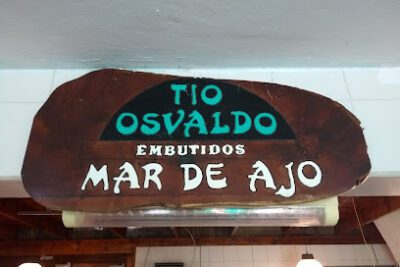 TIO
OSVALDO
EMBUTIDOS
MAR DE AJO